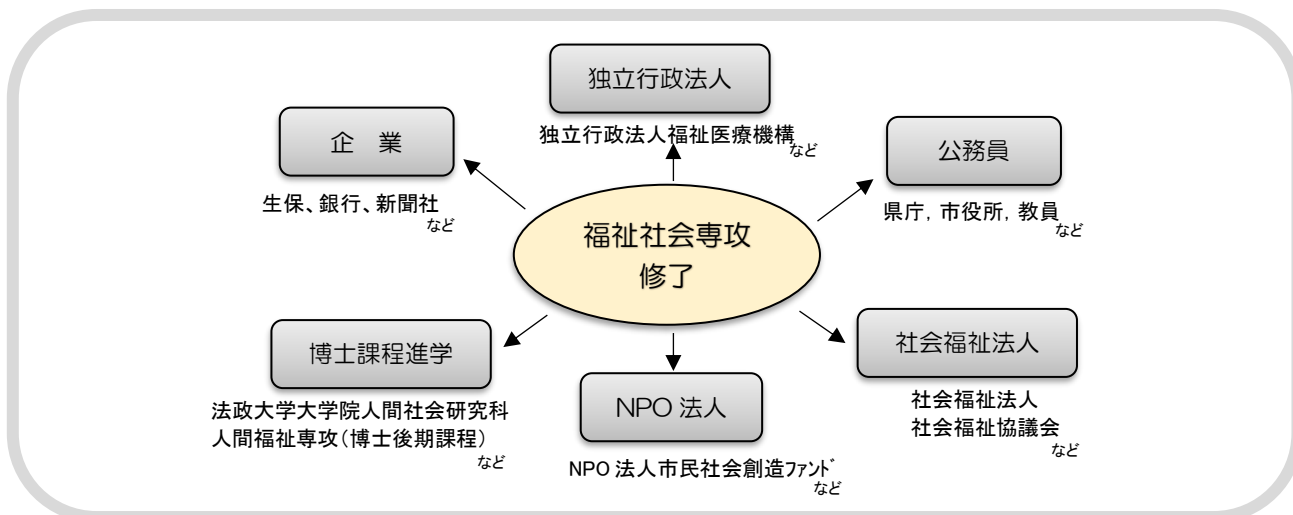 独立行政法人
独立行政法人福祉医療機構
など
企　業
生保、銀行、新聞社
など
公務員
県庁, 市役所, 教員
など
福祉社会専攻
修了
博士課程進学
法政大学大学院人間社会研究科
人間福祉専攻（博士後期課程）
など
NPO 法人
NPO 法人市民社会創造ファンド
など
社会福祉法人
社会福祉法人
社会福祉協議会
など